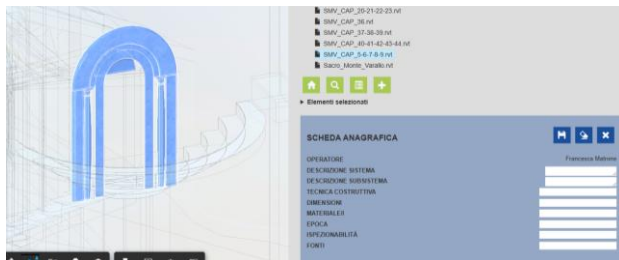 SMV_CAP_20-21-22-23.rvt
SMV_CAP_36.rvt
SMV_CAP_37-38-39.rvt
SMV_CAP_40-41-42-43-44.rvt
SMV_CAP_5-6-7-8-9.rvt
Sacro_Monte_Varallo.rvt
Elementi selezionati
SCHEDA ANAGRAFICA
OPERATORE Francesca Matrone
DESCRIZIONE SISTEMA
DESCRIZIONE SUBSISTEMA
TECNICA COSTRUTTIVA
DIMENSIONI
MATERIALE/I
EPOCA
ISPEZIONABILITÀ
FONTI